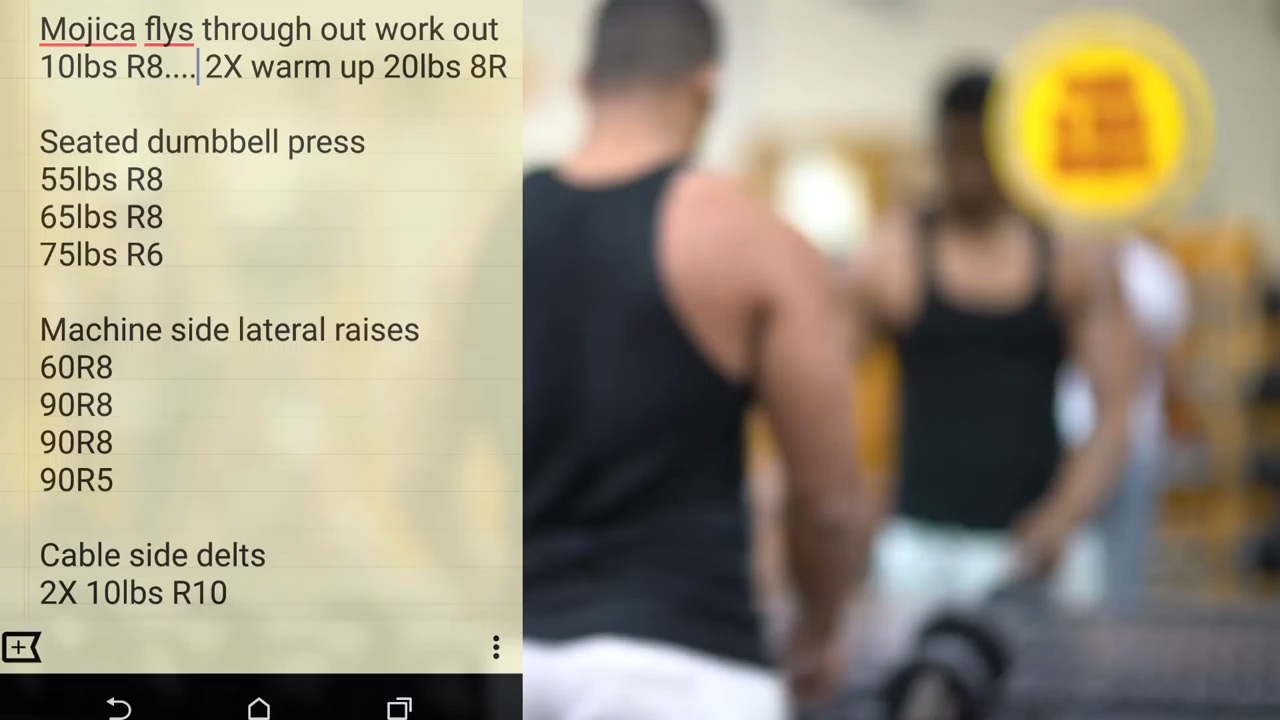 Mojica flys through out work out
10lbs R8.... 2X warm up 20lbs 8R
Seated dumbbell press
55lbs R8
65lbs R8
75lbs R6
Machine side lateral raises
60R8
90R8
90R8
90R5
Cable side delts
2X 10lbs R10